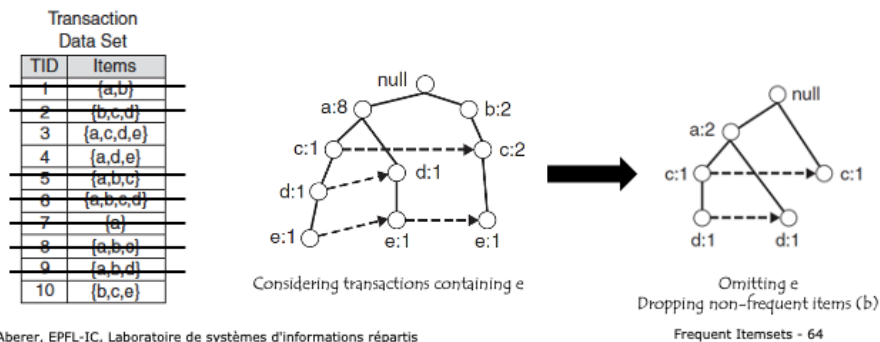 Transaction
Data Set
TID Items
1 {a,b}
2 {b,c,d}
3 {a,c,d,e}
4 {a,d,e}
5 {a,b,c}
6 {a,b,c,d}
7 {a}
8 {a,b,c}
9 {a,b,d}
10 {b,c,e}
null
a:8 b:2
c:1 c:2
d:1 d:1
e:1 e:1 e:1
Considering transactions containing e
null
a:2
c:1 c:1
d:1 d:1
Omitting e
Dropping non-frequent items (b)
Aberer, EPFL-IC, Laboratoire de systèmes d'informations répartis
Frequent Itemsets - 64